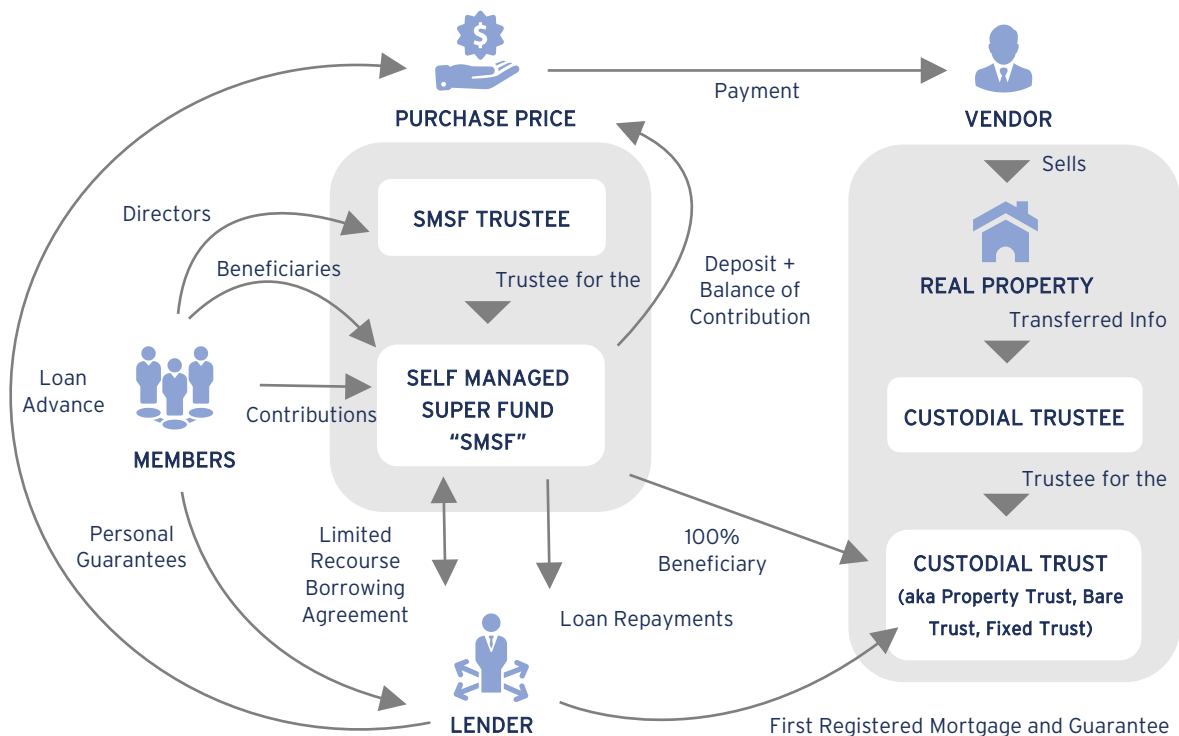 $
PURCHASE PRICE
Payment
VENDOR
Sells
Directors
SMSF TRUSTEE
Beneficiaries
Trustee for the
Deposit +
Balance of
Contribution
REAL PROPERTY
Transferred Info
Loan
Advance
MEMBERS
Contributions
SELF MANAGED
SUPER FUND
“SMSF”
CUSTODIAL TRUSTEE
Trustee for the
Personal
Guarantees
Limited
Recourse
Borrowing
Agreement
Loan Repayments
100%
Beneficiary
CUSTODIAL TRUST
(aka Property Trust, Bare
Trust, Fixed Trust)
LENDER
First Registered Mortgage and Guarantee